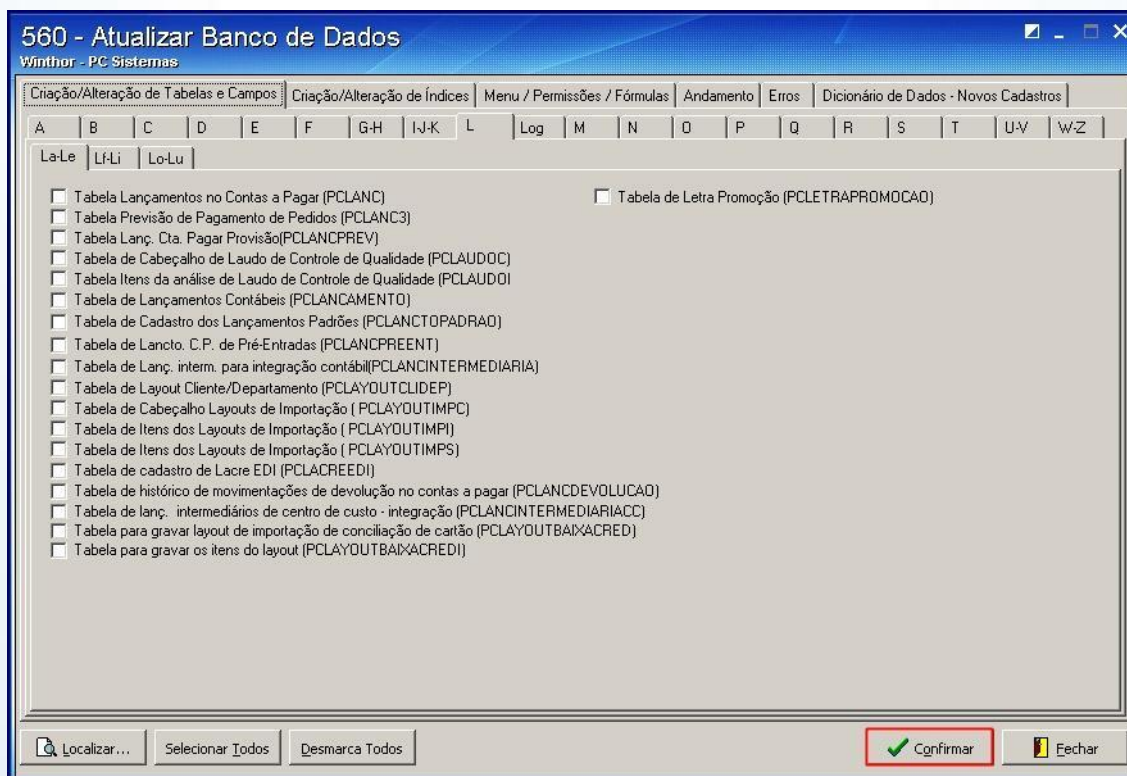 560 - Atualizar Banco de Dados
Winthor - PC Sistemas
Criação/Alteração de Tabelas e Campos Criação/Alteração de Índices Menu / Permissões / Fórmulas Andamento Erros Dicionário de Dados - Novos Cadastros
A B C D E F G-H I-J-K L Log M N O P Q R S T U-V W-Z
La-Le Lf-Li Lo-Lu
Tabela Lançamentos no Contas a Pagar (PCLANC) Tabela de Letra Promoção (PCLETRAPROMOCAO)
Tabela Previsão de Pagamento de Pedidos (PCLANC3)
Tabela Lanç. Cta. Pagar Provisão(PCLANCPREV)
Tabela de Cabeçalho de Laudo de Controle de Qualidade (PCLAUDOC)
Tabela Itens da análise de Laudo de Controle de Qualidade (PCLAUDOI
Tabela de Lançamentos Contábeis (PCLANCAMENTO)
Tabela de Cadastro dos Lançamentos Padrões (PCLANCTOPADRAO)
Tabela de Lancto. C.P. de Pré-Entradas (PCLANCPREENT)
Tabela de Lanç. interm. para integração contábil(PCLANCINTERMEDIARIA)
Tabela de Layout Cliente/Departamento (PCLAYOUTCLIDEP)
Tabela de Cabeçalho Layouts de Importação ( PCLAYOUTIMPC)
Tabela de Itens dos Layouts de Importação ( PCLAYOUTIMPI)
Tabela de Itens dos Layouts de Importação ( PCLAYOUTIMPS)
Tabela de cadastro de Lacre EDI (PCLACREEDI)
Tabela de histórico de movimentações de devolução no contas a pagar (PCLANCDEVOLUCAO)
Tabela de lanç. intermediários de centro de custo - integração (PCLANCINTERMEDIARIACC)
Tabela para gravar layout de importação de conciliação de cartão (PCLAYOUTBAIXACRED)
Tabela para gravar os itens do layout (PCLAYOUTBAIXACREDI)
Localizar... Selecionar Todos Desmarca Todos Confirmar Fechar